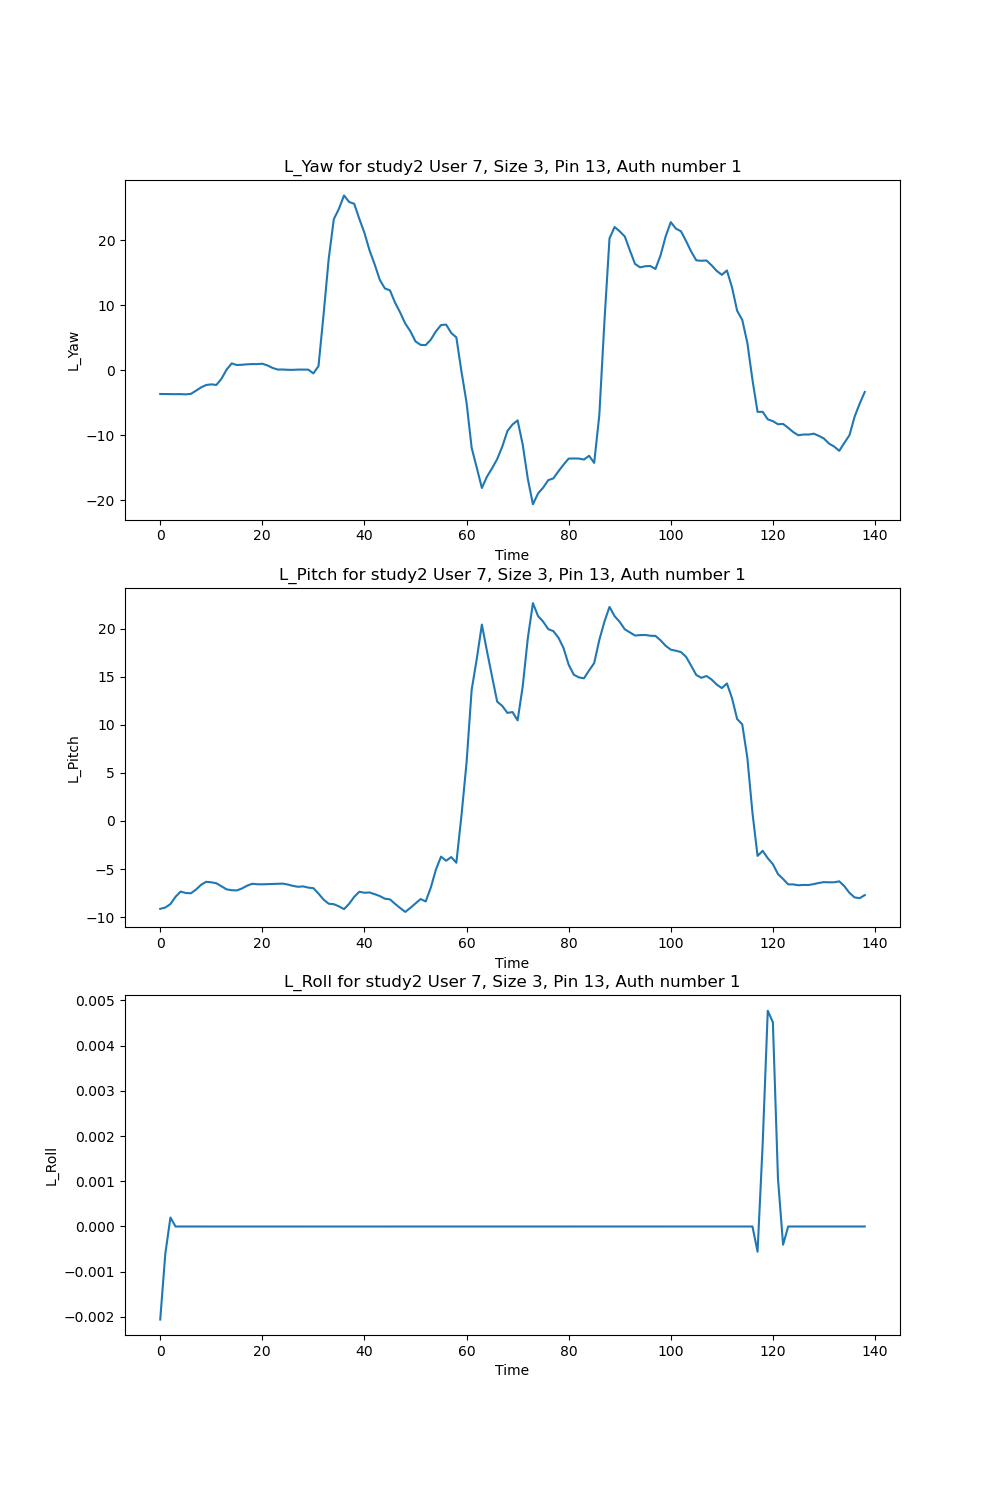 L_Yaw for study2 User 7, Size 3, Pin 13, Auth number 1
20
10
0
−10
−20
L_Yaw
0 20 40 60 80 100 120 140
Time
L_Pitch for study2 User 7, Size 3, Pin 13, Auth number 1
20
15
10
5
0
−5
−10
L_Pitch
0 20 40 60 80 100 120 140
Time
L_Roll for study2 User 7, Size 3, Pin 13, Auth number 1
0.005
0.004
0.003
0.002
0.001
0.000
−0.001
−0.002
L_Roll
0 20 40 60 80 100 120 140
Time